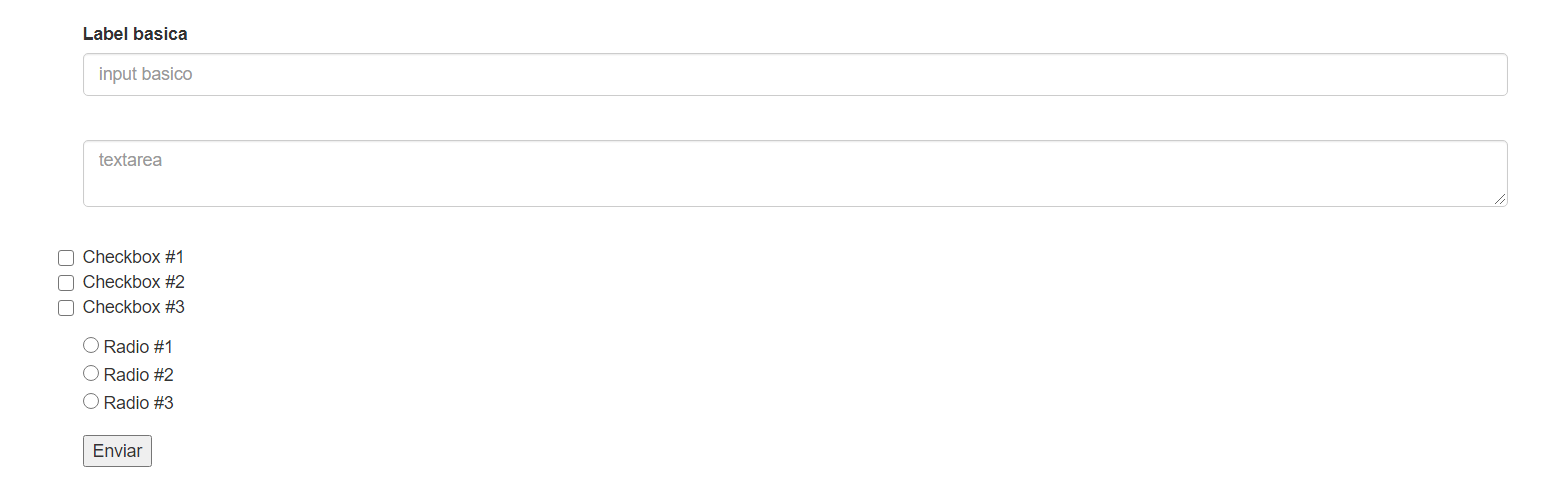 Label basica
input basico
textarea
Checkbox #1
Checkbox #2
Checkbox #3
Radio #1
Radio #2
Radio #3
Enviar